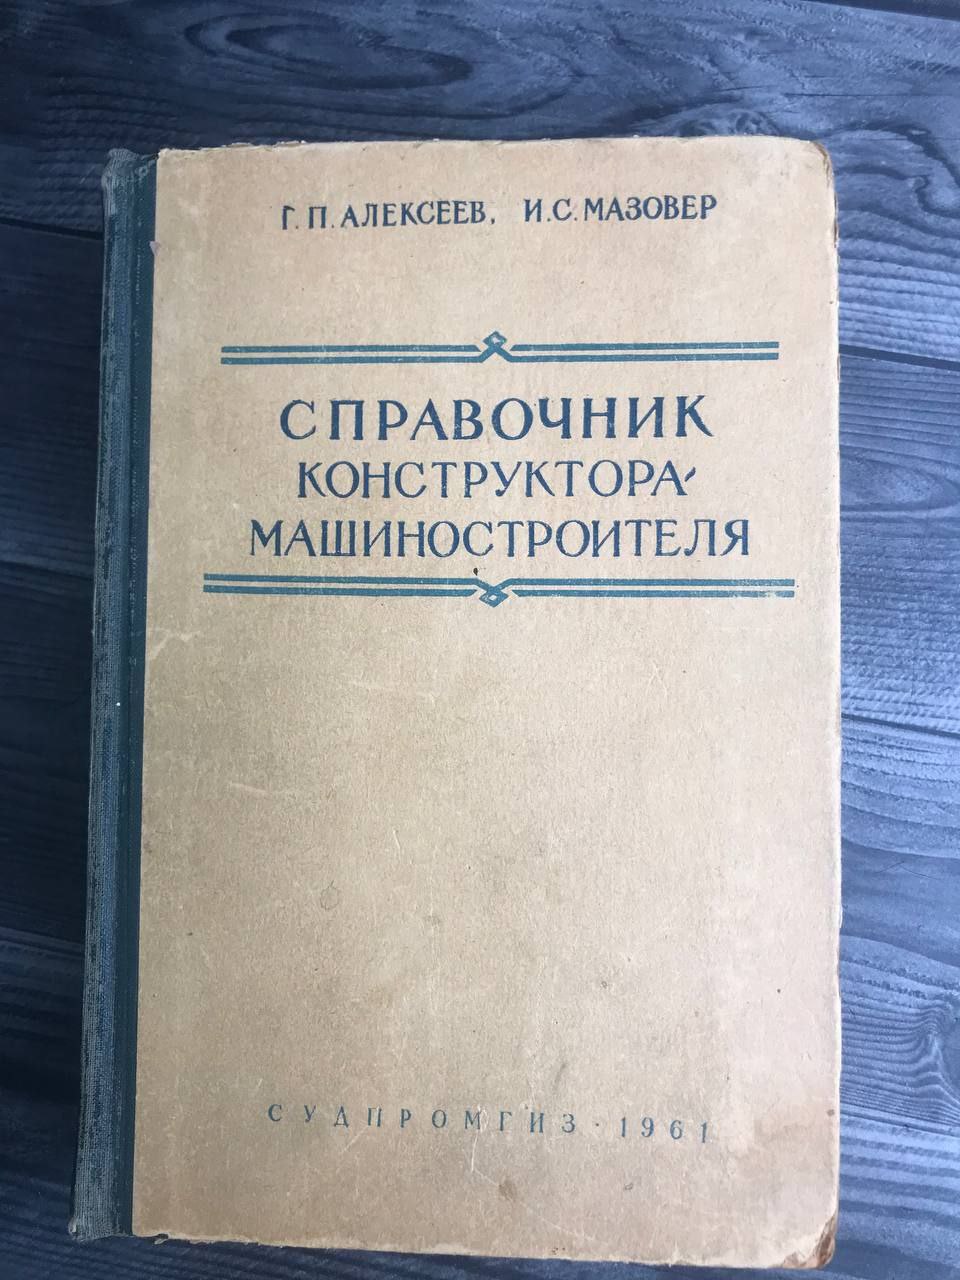 Г. П. АЛЕКСЕЕВ, И. С. МАЗОВЕР
СПРАВОЧНИК
КОНСТРУКТОРА-
МАШИНОСТРОИТЕЛЯ
СУДПРОМГИЗ · 1961